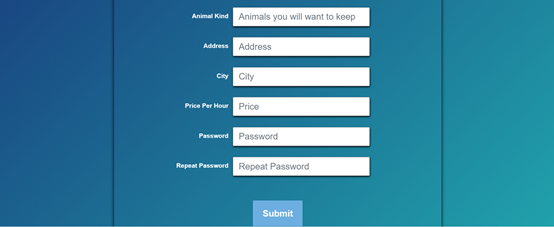 Animal Kind Animals you will want to keep
Address Address
City City
Price Per Hour Price
Password Password
Repeat Password Repeat Password
Submit